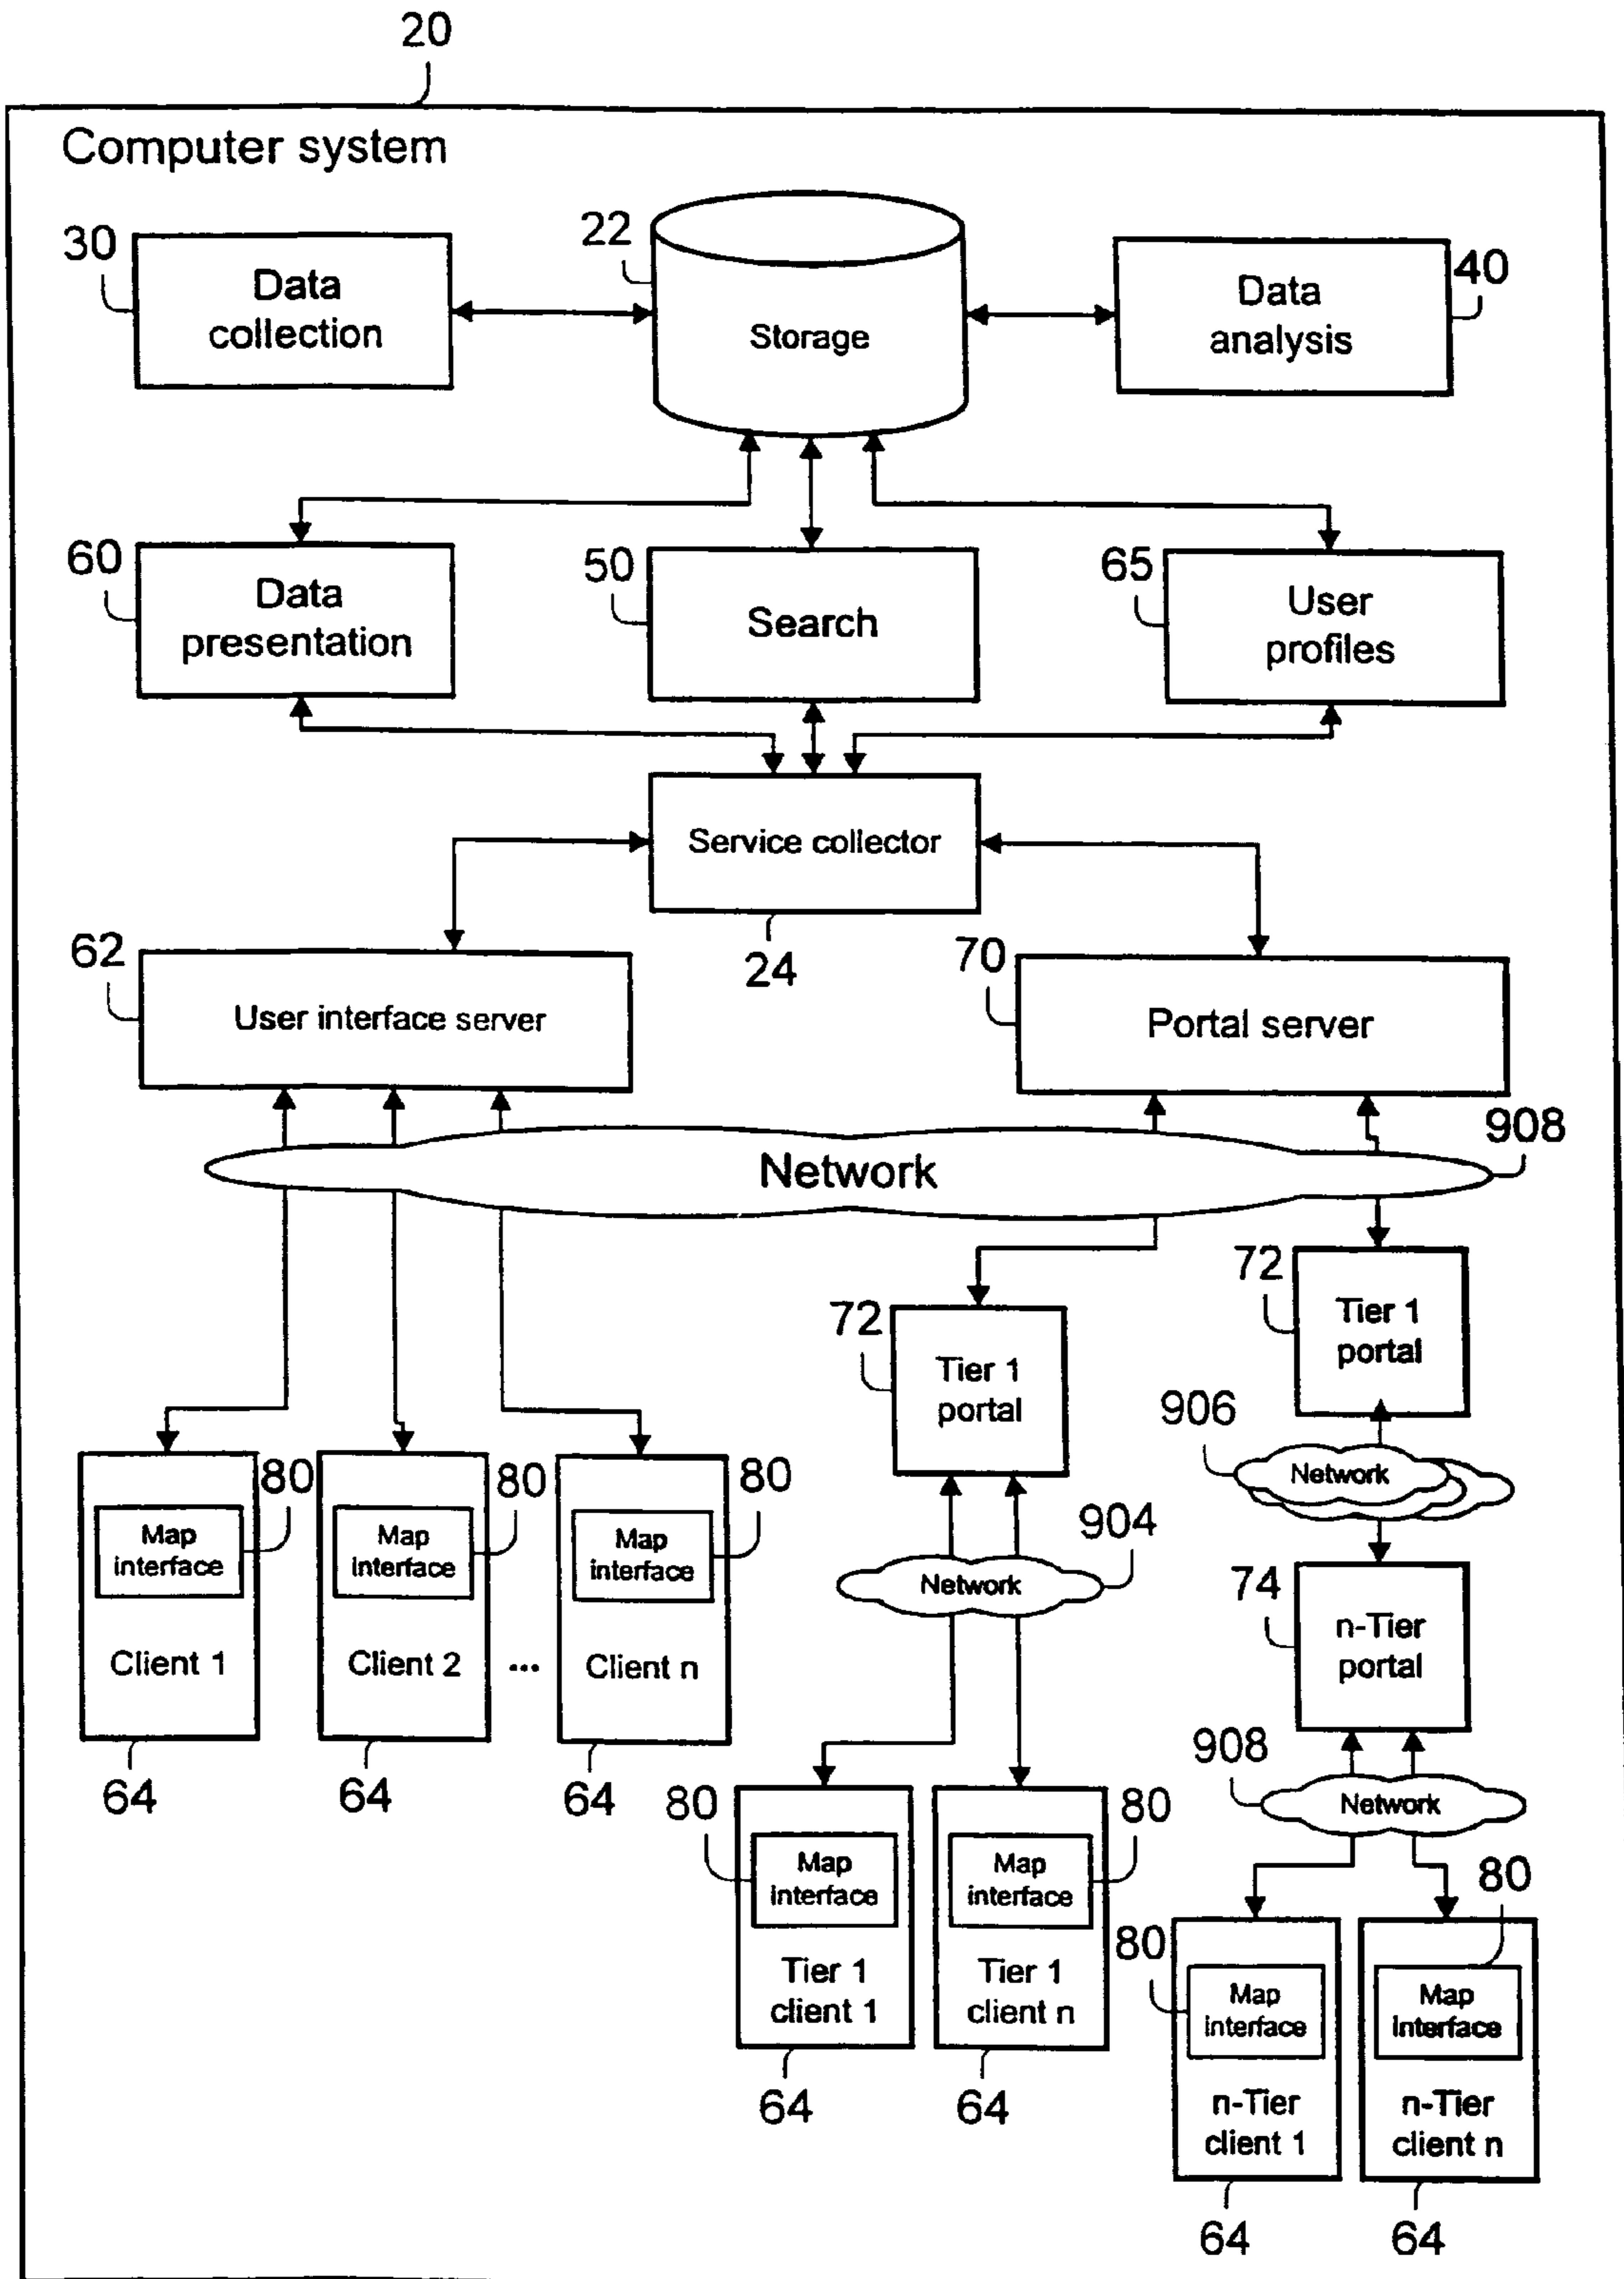 20
Computer system
30
Data
collection
22
Storage
Data
analysis
40
60
Data
presentation
50
Search
65
User
profiles
Service collector
24
62
User interface server
70
Portal server
Network
908
72
Tier 1
portal
72
Tier 1
portal
906
Network
80
Map
interface
Client 1
64
80
Map
interface
Client 2
64
...
80
Map
interface
Client n
64
904
Network
74
n-Tier
portal
908
Network
80
Map
interface
Tier 1
client 1
64
80
Map
interface
Tier 1
client n
64
80
Map
interface
n-Tier
client 1
64
80
Map
interface
n-Tier
client n
64